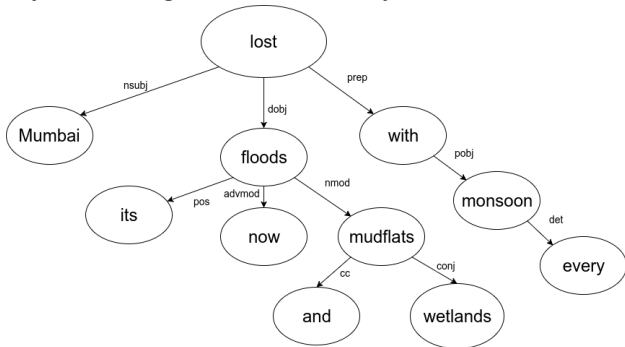 lost
nsubj
dobj
prep
Mumbai
floods
with
pos
advmod
nmod
pobj
its
now
mudflats
monsoon
det
cc
conj
every
and
wetlands